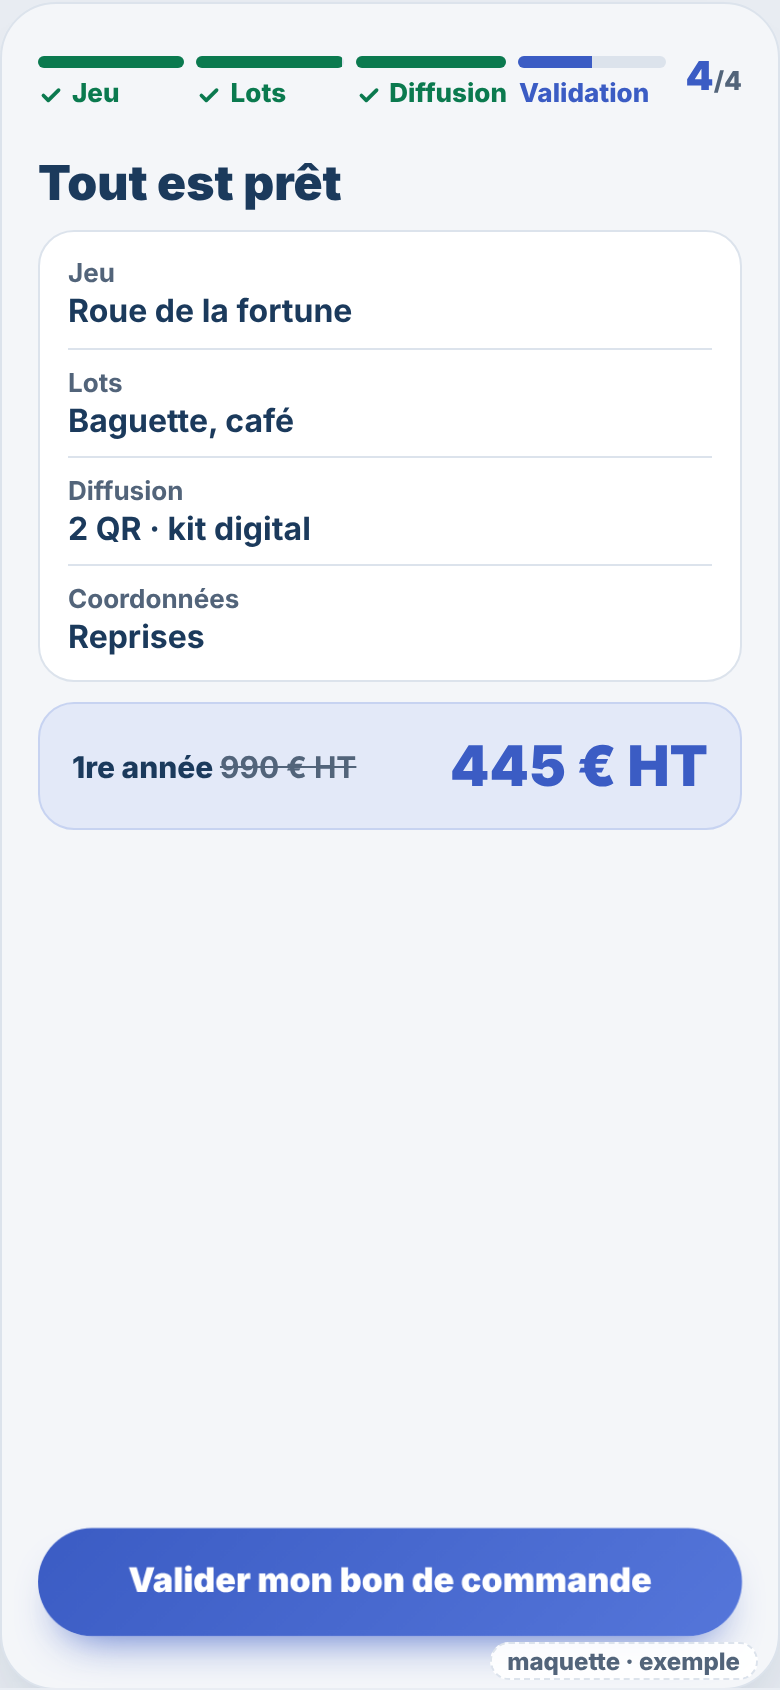 Jeu
Lots
Diffusion
Validation
4/4
Tout est prêt
Jeu
Roue de la fortune
Lots
Baguette, café
Diffusion
2 QR · kit digital
Coordonnées
Reprises
1re année 990 € HT
445 € HT
Valider mon bon de commande
maquette · exemple